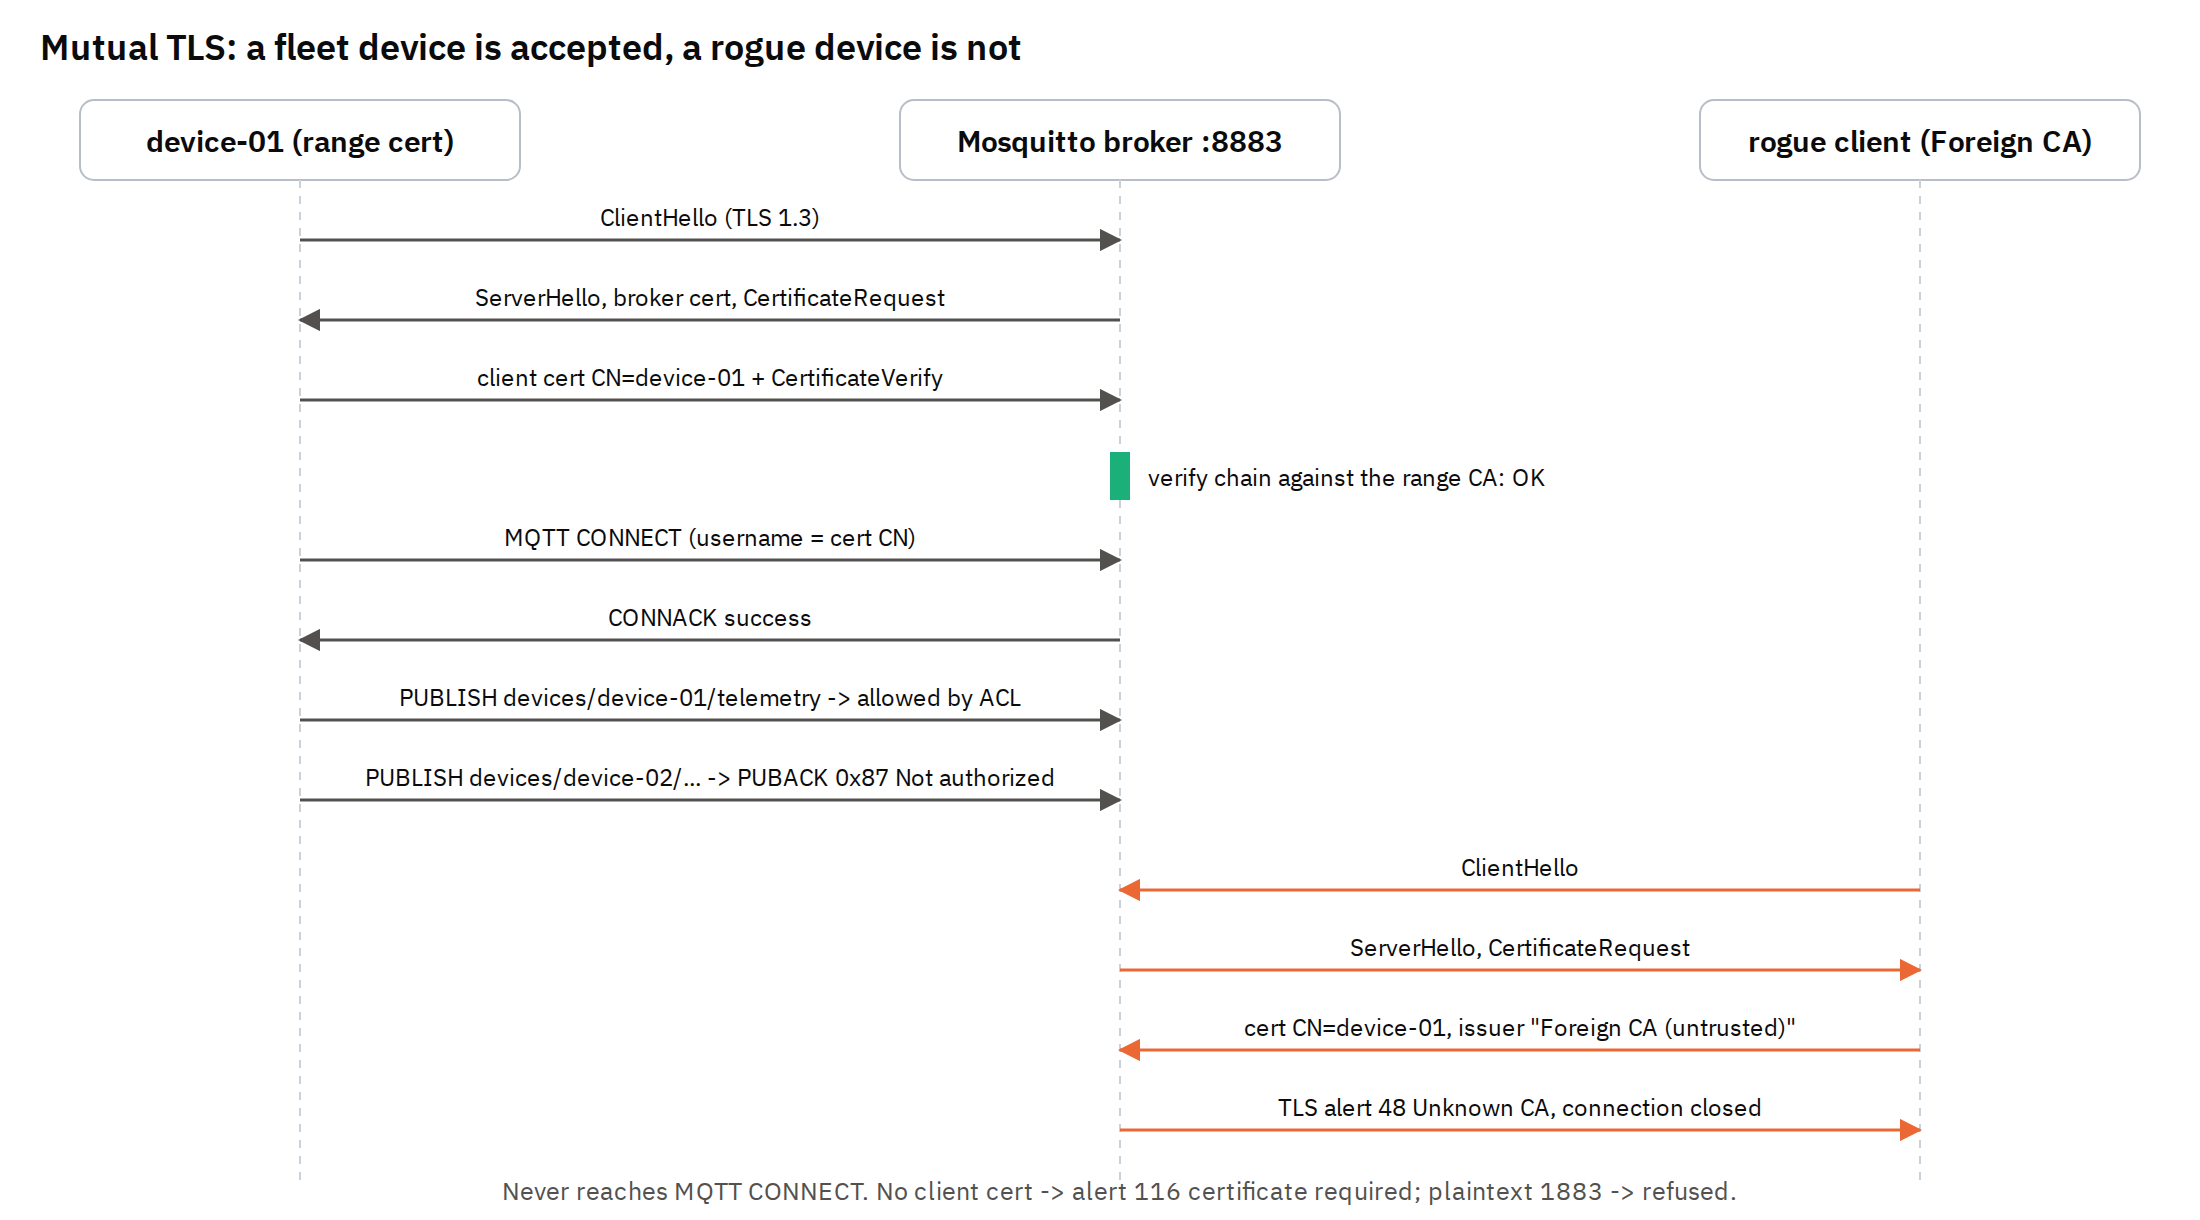 Mutual TLS: a fleet device is accepted, a rogue device is not
device-01 (range cert)
Mosquitto broker :8883
rogue client (Foreign CA)
ClientHello (TLS 1.3)
ServerHello, broker cert, CertificateRequest
client cert CN=device-01 + CertificateVerify
verify chain against the range CA: OK
MQTT CONNECT (username = cert CN)
CONNACK success
PUBLISH devices/device-01/telemetry -> allowed by ACL
PUBLISH devices/device-02/... -> PUBACK 0x87 Not authorized
ClientHello
ServerHello, CertificateRequest
cert CN=device-01, issuer "Foreign CA (untrusted)"
TLS alert 48 Unknown CA, connection closed
Never reaches MQTT CONNECT. No client cert -> alert 116 certificate required; plaintext 1883 -> refused.